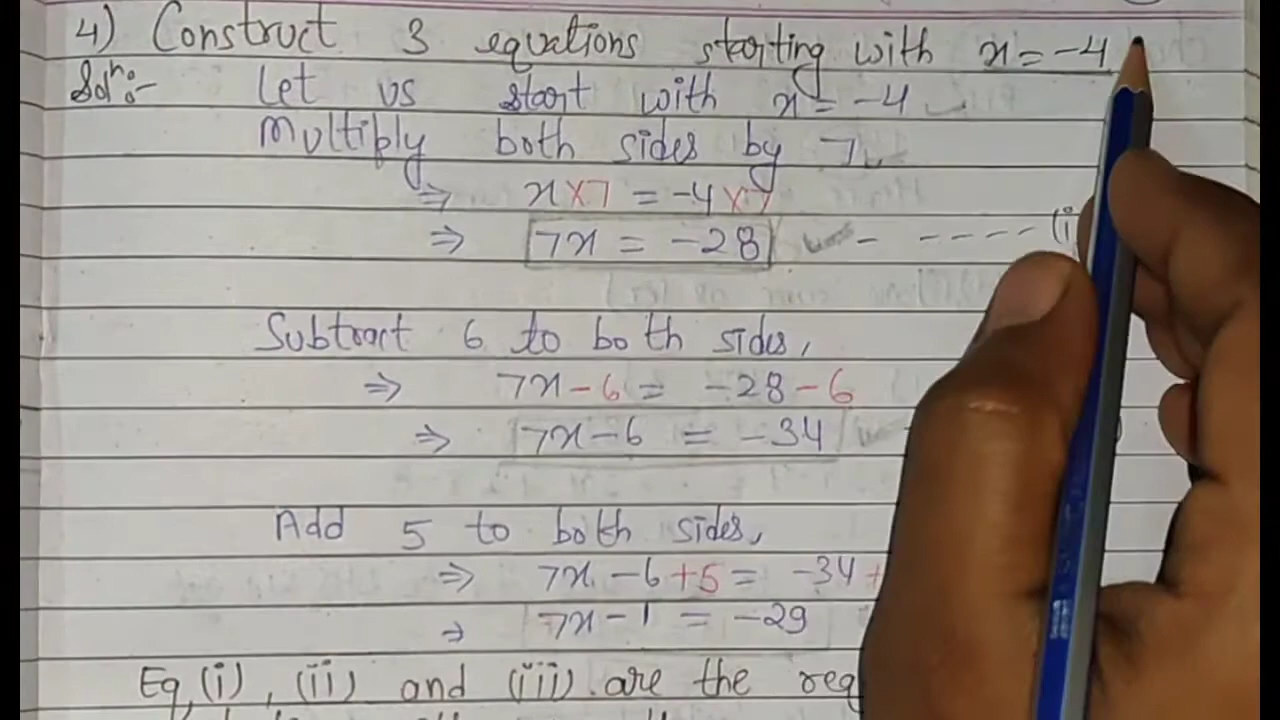 4) Construct 3 equations starting with x = -4
Solⁿ:- Let us start with x = -4
Multiply both sides by 7
⇒ x×7 = -4×7
⇒ 7x = -28 ----- (i
Subtract 6 to both sides,
⇒ 7x-6 = -28-6
⇒ 7x-6 = -34
Add 5 to both sides,
⇒ 7x-6+5 = -34+
⇒ 7x-1 = -29
Eq,(i), (ii) and (iii) are the req